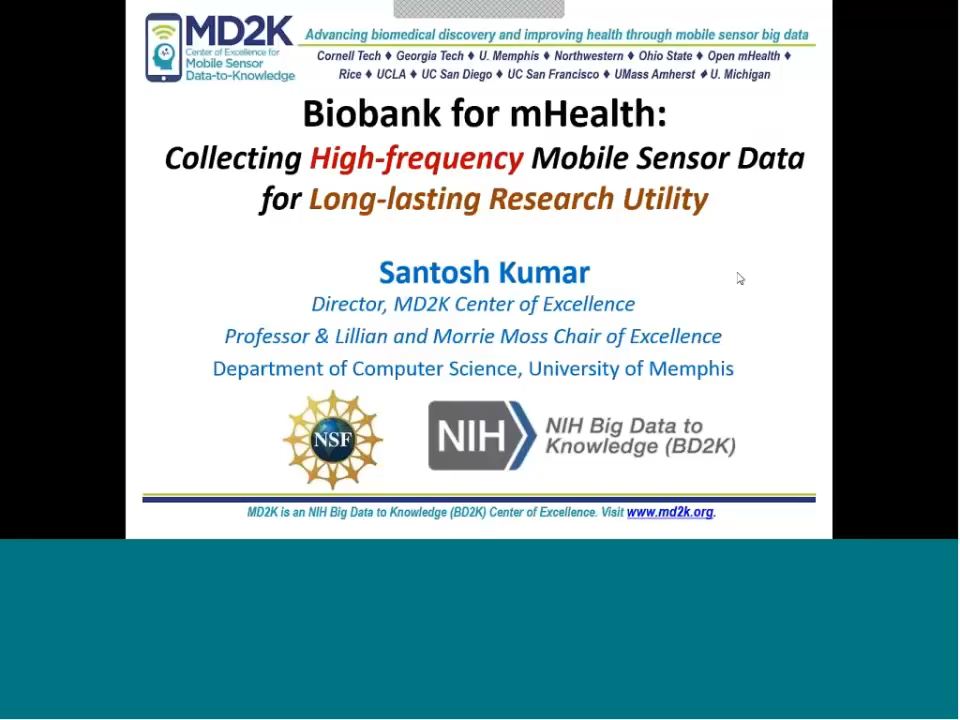 MD2K
Center of Excellence for
Mobile Sensor
Data-to-Knowledge
Advancing biomedical discovery and improving health through mobile sensor big data
Cornell Tech ♦ Georgia Tech ♦ U. Memphis ♦ Northwestern ♦ Ohio State ♦ Open mHealth ♦
Rice ♦ UCLA ♦ UC San Diego ♦ UC San Francisco ♦ UMass Amherst ♦ U. Michigan
Biobank for mHealth:
Collecting High-frequency Mobile Sensor Data
for Long-lasting Research Utility
Santosh Kumar
Director, MD2K Center of Excellence
Professor & Lillian and Morrie Moss Chair of Excellence
Department of Computer Science, University of Memphis
NSF
NIH
NIH Big Data to
Knowledge (BD2K)
MD2K is an NIH Big Data to Knowledge (BD2K) Center of Excellence. Visit www.md2k.org.